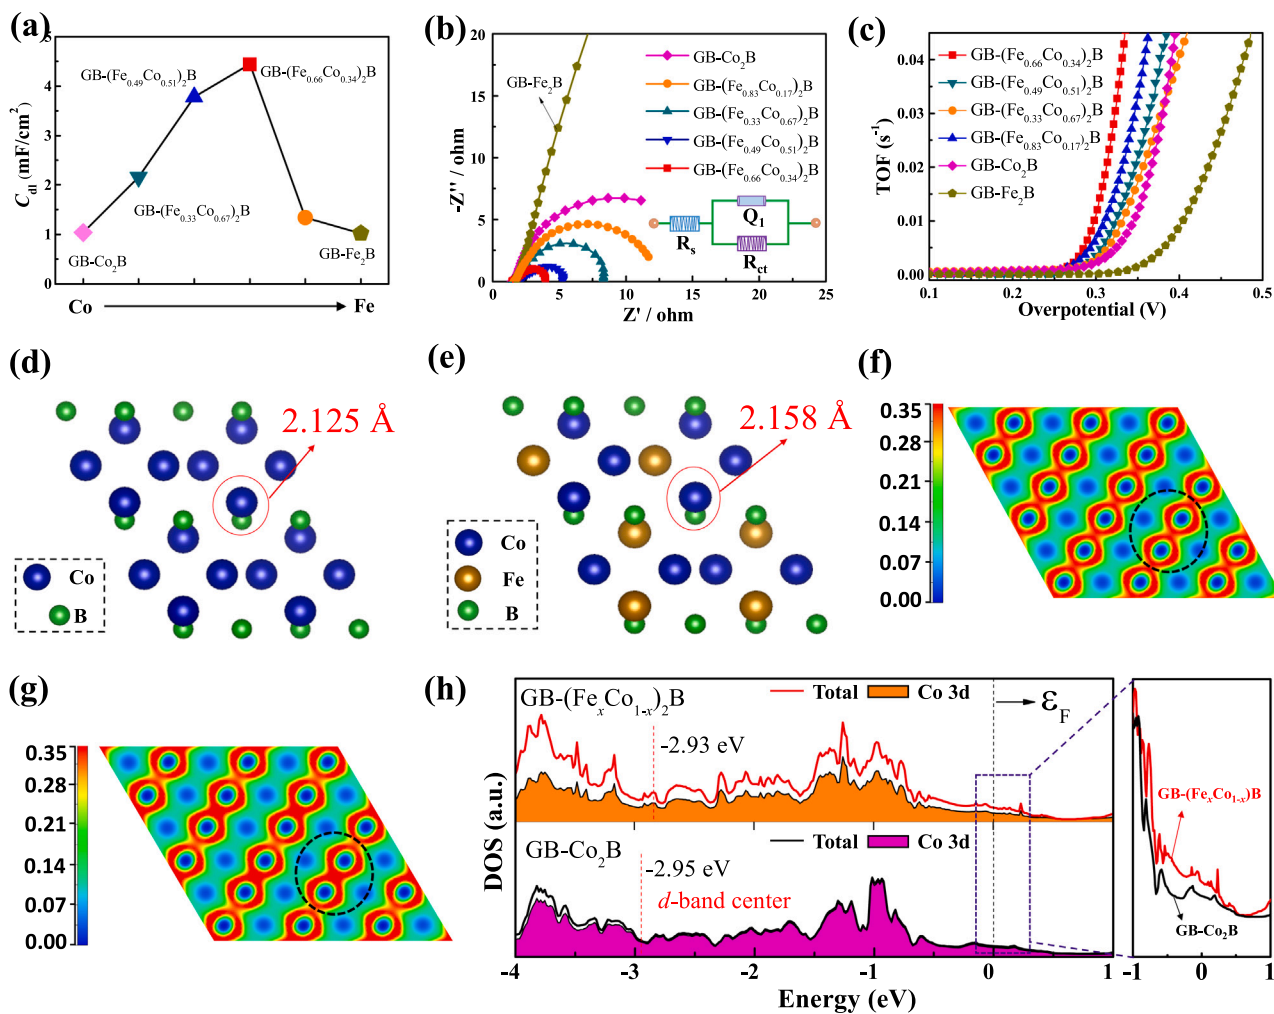 (a)
C_dl (mF/cm²)
5
4
3
2
1
0
GB-(Fe₀.₄₉Co₀.₅₁)₂B
GB-(Fe₀.₆₆Co₀.₃₄)₂B
GB-(Fe₀.₃₃Co₀.₆₇)₂B
GB-Co₂B
GB-Fe₂B
Co
Fe
(b)
-Z'' / ohm
20
15
10
5
0
GB-Fe₂B
GB-Co₂B
GB-(Fe₀.₈₃Co₀.₁₇)₂B
GB-(Fe₀.₃₃Co₀.₆₇)₂B
GB-(Fe₀.₄₉Co₀.₅₁)₂B
GB-(Fe₀.₆₆Co₀.₃₄)₂B
R_s
Q₁
R_ct
0 5 10 15 20 25
Z' / ohm
(c)
TOF (s⁻¹)
0.04
0.03
0.02
0.01
0.00
GB-(Fe₀.₆₆Co₀.₃₄)₂B
GB-(Fe₀.₄₉Co₀.₅₁)₂B
GB-(Fe₀.₃₃Co₀.₆₇)₂B
GB-(Fe₀.₈₃Co₀.₁₇)₂B
GB-Co₂B
GB-Fe₂B
0.1 0.2 0.3 0.4 0.5
Overpotential (V)
(d)
2.125 Å
Co
B
(e)
2.158 Å
Co
Fe
B
(f)
0.35
0.28
0.21
0.14
0.07
0.00
(g)
0.35
0.28
0.21
0.14
0.07
0.00
(h)
DOS (a.u.)
GB-(FeₓCo₁₋ₓ)₂B
Total
Co 3d
ε_F
-2.93 eV
GB-Co₂B
Total
Co 3d
-2.95 eV
d-band center
-4 -3 -2 -1 0 1
Energy (eV)
GB-(FeₓCo₁₋ₓ)B
GB-Co₂B
-1 0 1